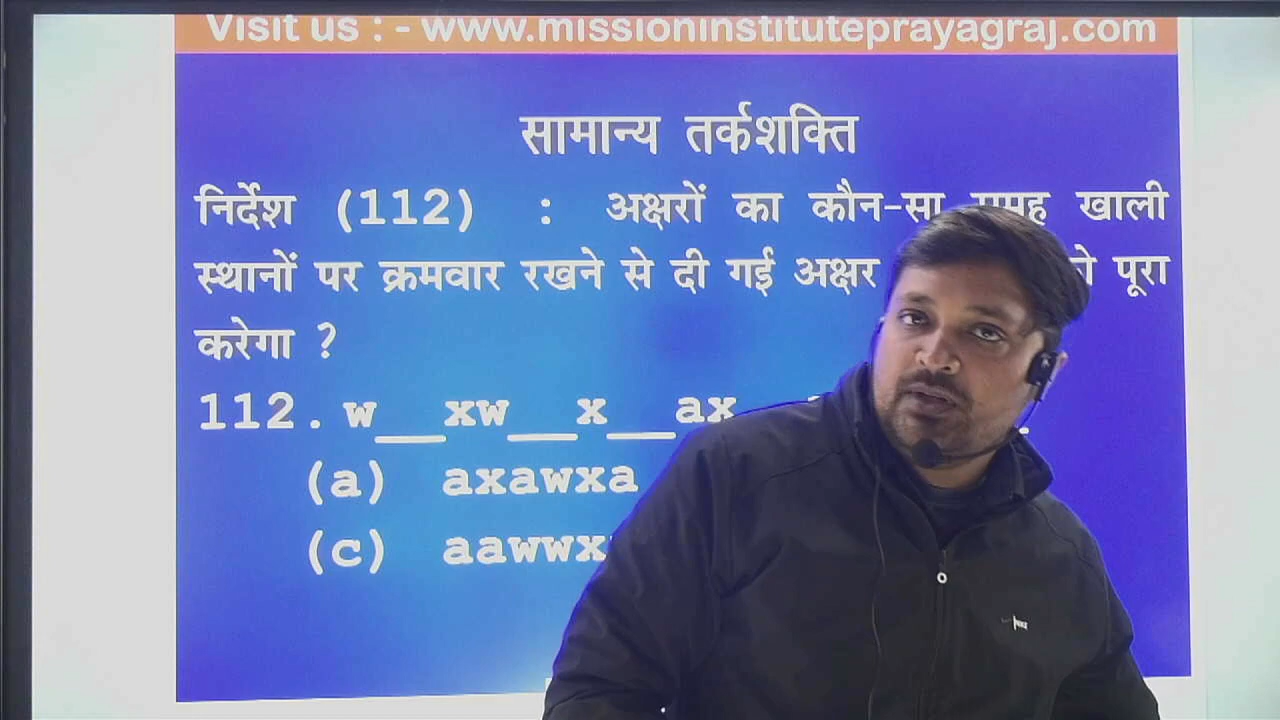 Visit us : - www.missioninstituteprayagraj.com
सामान्य तर्कशक्ति
निर्देश (112) : अक्षरों का कौन-सा समूह खाली
स्थानों पर क्रमवार रखने से दी गई अक्षर पूरा
करेगा ?
112. w__xw__x__ax
(a) axawxa
(c) aawwx